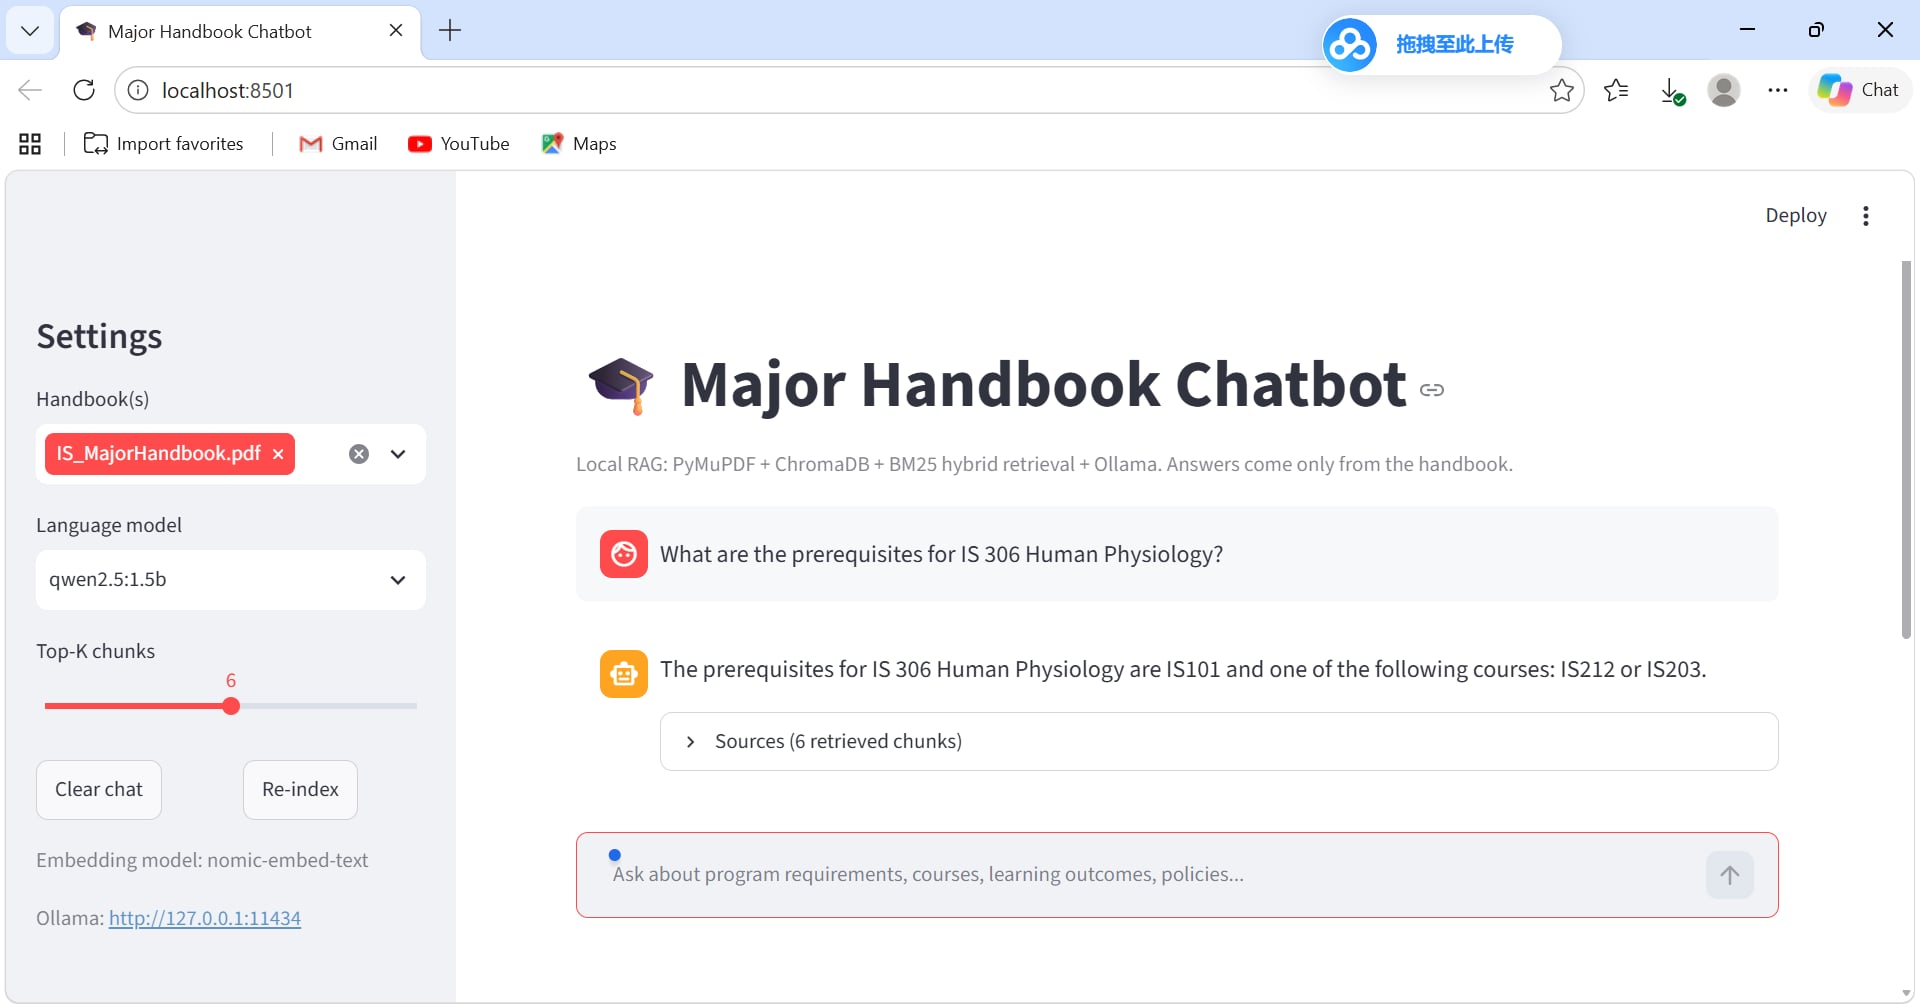 Major Handbook Chatbot
拖拽至此上传
localhost:8501
Chat
Import favorites
Gmail
YouTube
Maps
Deploy
Settings
Handbook(s)
IS_MajorHandbook.pdf
Language model
qwen2.5:1.5b
Top-K chunks
6
Clear chat
Re-index
Embedding model: nomic-embed-text
Ollama: http://127.0.0.1:11434
Major Handbook Chatbot
Local RAG: PyMuPDF + ChromaDB + BM25 hybrid retrieval + Ollama. Answers come only from the handbook.
What are the prerequisites for IS 306 Human Physiology?
The prerequisites for IS 306 Human Physiology are IS101 and one of the following courses: IS212 or IS203.
Sources (6 retrieved chunks)
Ask about program requirements, courses, learning outcomes, policies...